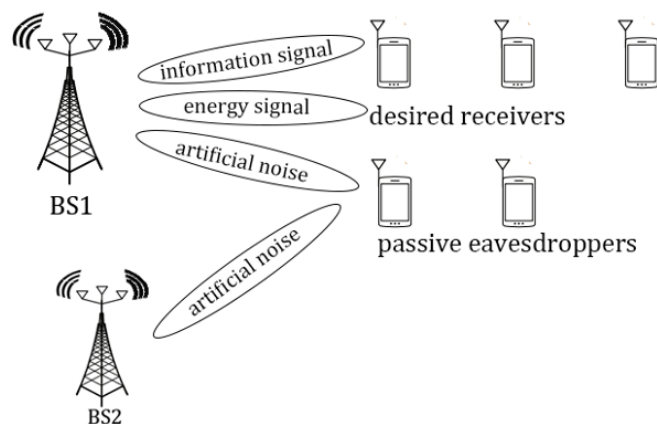 information signal
energy signal
desired receivers
artificial noise
BS1
passive eavesdroppers
artificial noise
BS2